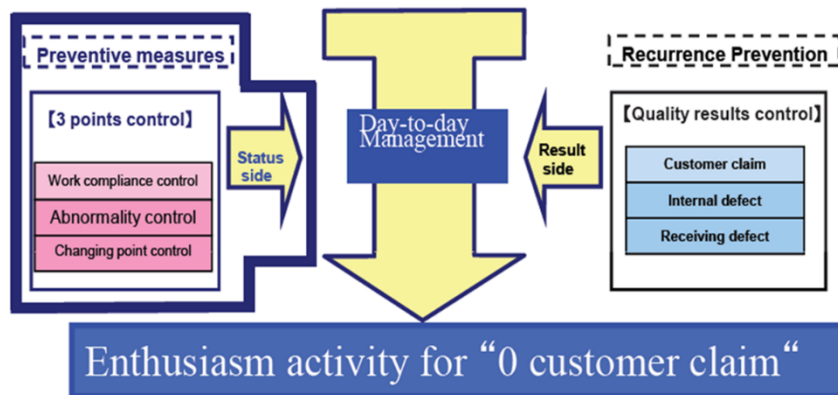 Preventive measures
【3 points control】
Work compliance control
Abnormality control
Changing point control
Status
side
Day-to-day
Management
Result
side
Recurrence Prevention
【Quality results control】
Customer claim
Internal defect
Receiving defect
Enthusiasm activity for “0 customer claim“